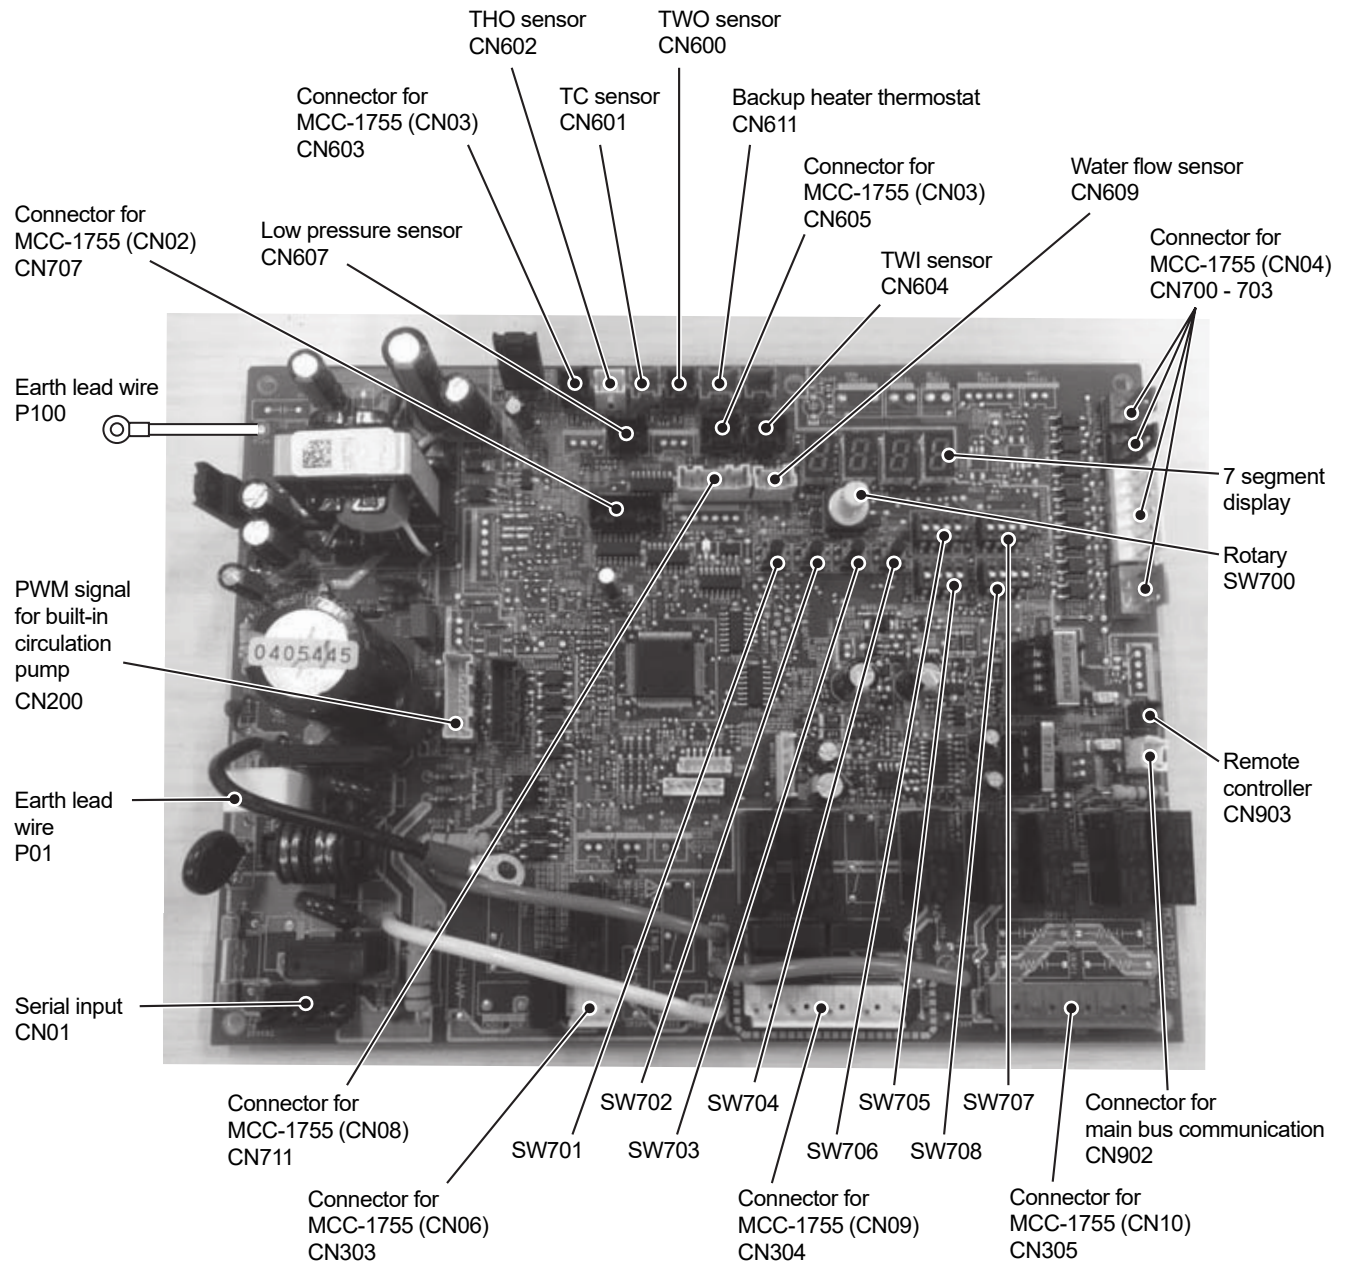 THO sensor
CN602
TWO sensor
CN600
Connector for
MCC-1755 (CN03)
CN603
TC sensor
CN601
Backup heater thermostat
CN611
Connector for
MCC-1755 (CN03)
CN605
Water flow sensor
CN609
Connector for
MCC-1755 (CN02)
CN707
Low pressure sensor
CN607
TWI sensor
CN604
Connector for
MCC-1755 (CN04)
CN700 - 703
Earth lead wire
P100
7 segment
display
Rotary
SW700
PWM signal
for built-in
circulation
pump
CN200
0405445
Remote
controller
CN903
Earth lead
wire
P01
Serial input
CN01
Connector for
MCC-1755 (CN08)
CN711
SW701
SW702
SW703
SW704
SW706
SW705
SW708
SW707
Connector for
main bus communication
CN902
Connector for
MCC-1755 (CN06)
CN303
Connector for
MCC-1755 (CN09)
CN304
Connector for
MCC-1755 (CN10)
CN305